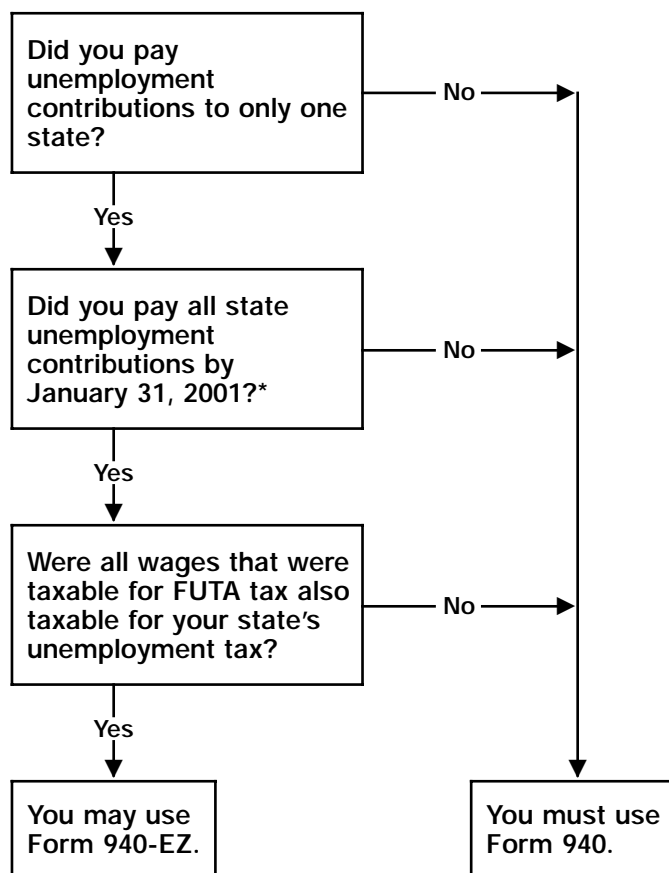 Did you pay
unemployment
contributions to only one
state?
No
Yes
Did you pay all state
unemployment
contributions by
January 31, 2001?*
No
Yes
Were all wages that were
taxable for FUTA tax also
taxable for your state's
unemployment tax?
No
Yes
You may use
Form 940-EZ.
You must use
Form 940.